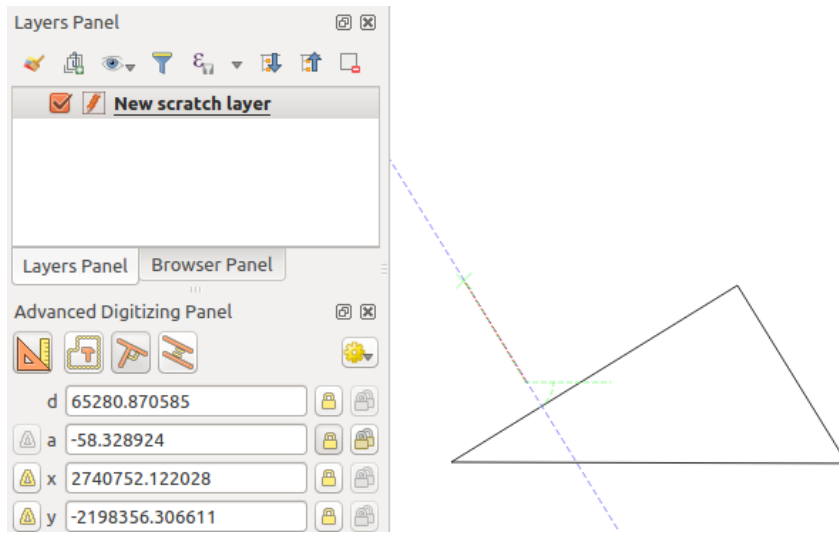 Layers Panel
New scratch layer
Layers Panel Browser Panel
Advanced Digitizing Panel
d 65280.870585
a -58.328924
x 2740752.122028
y -2198356.306611